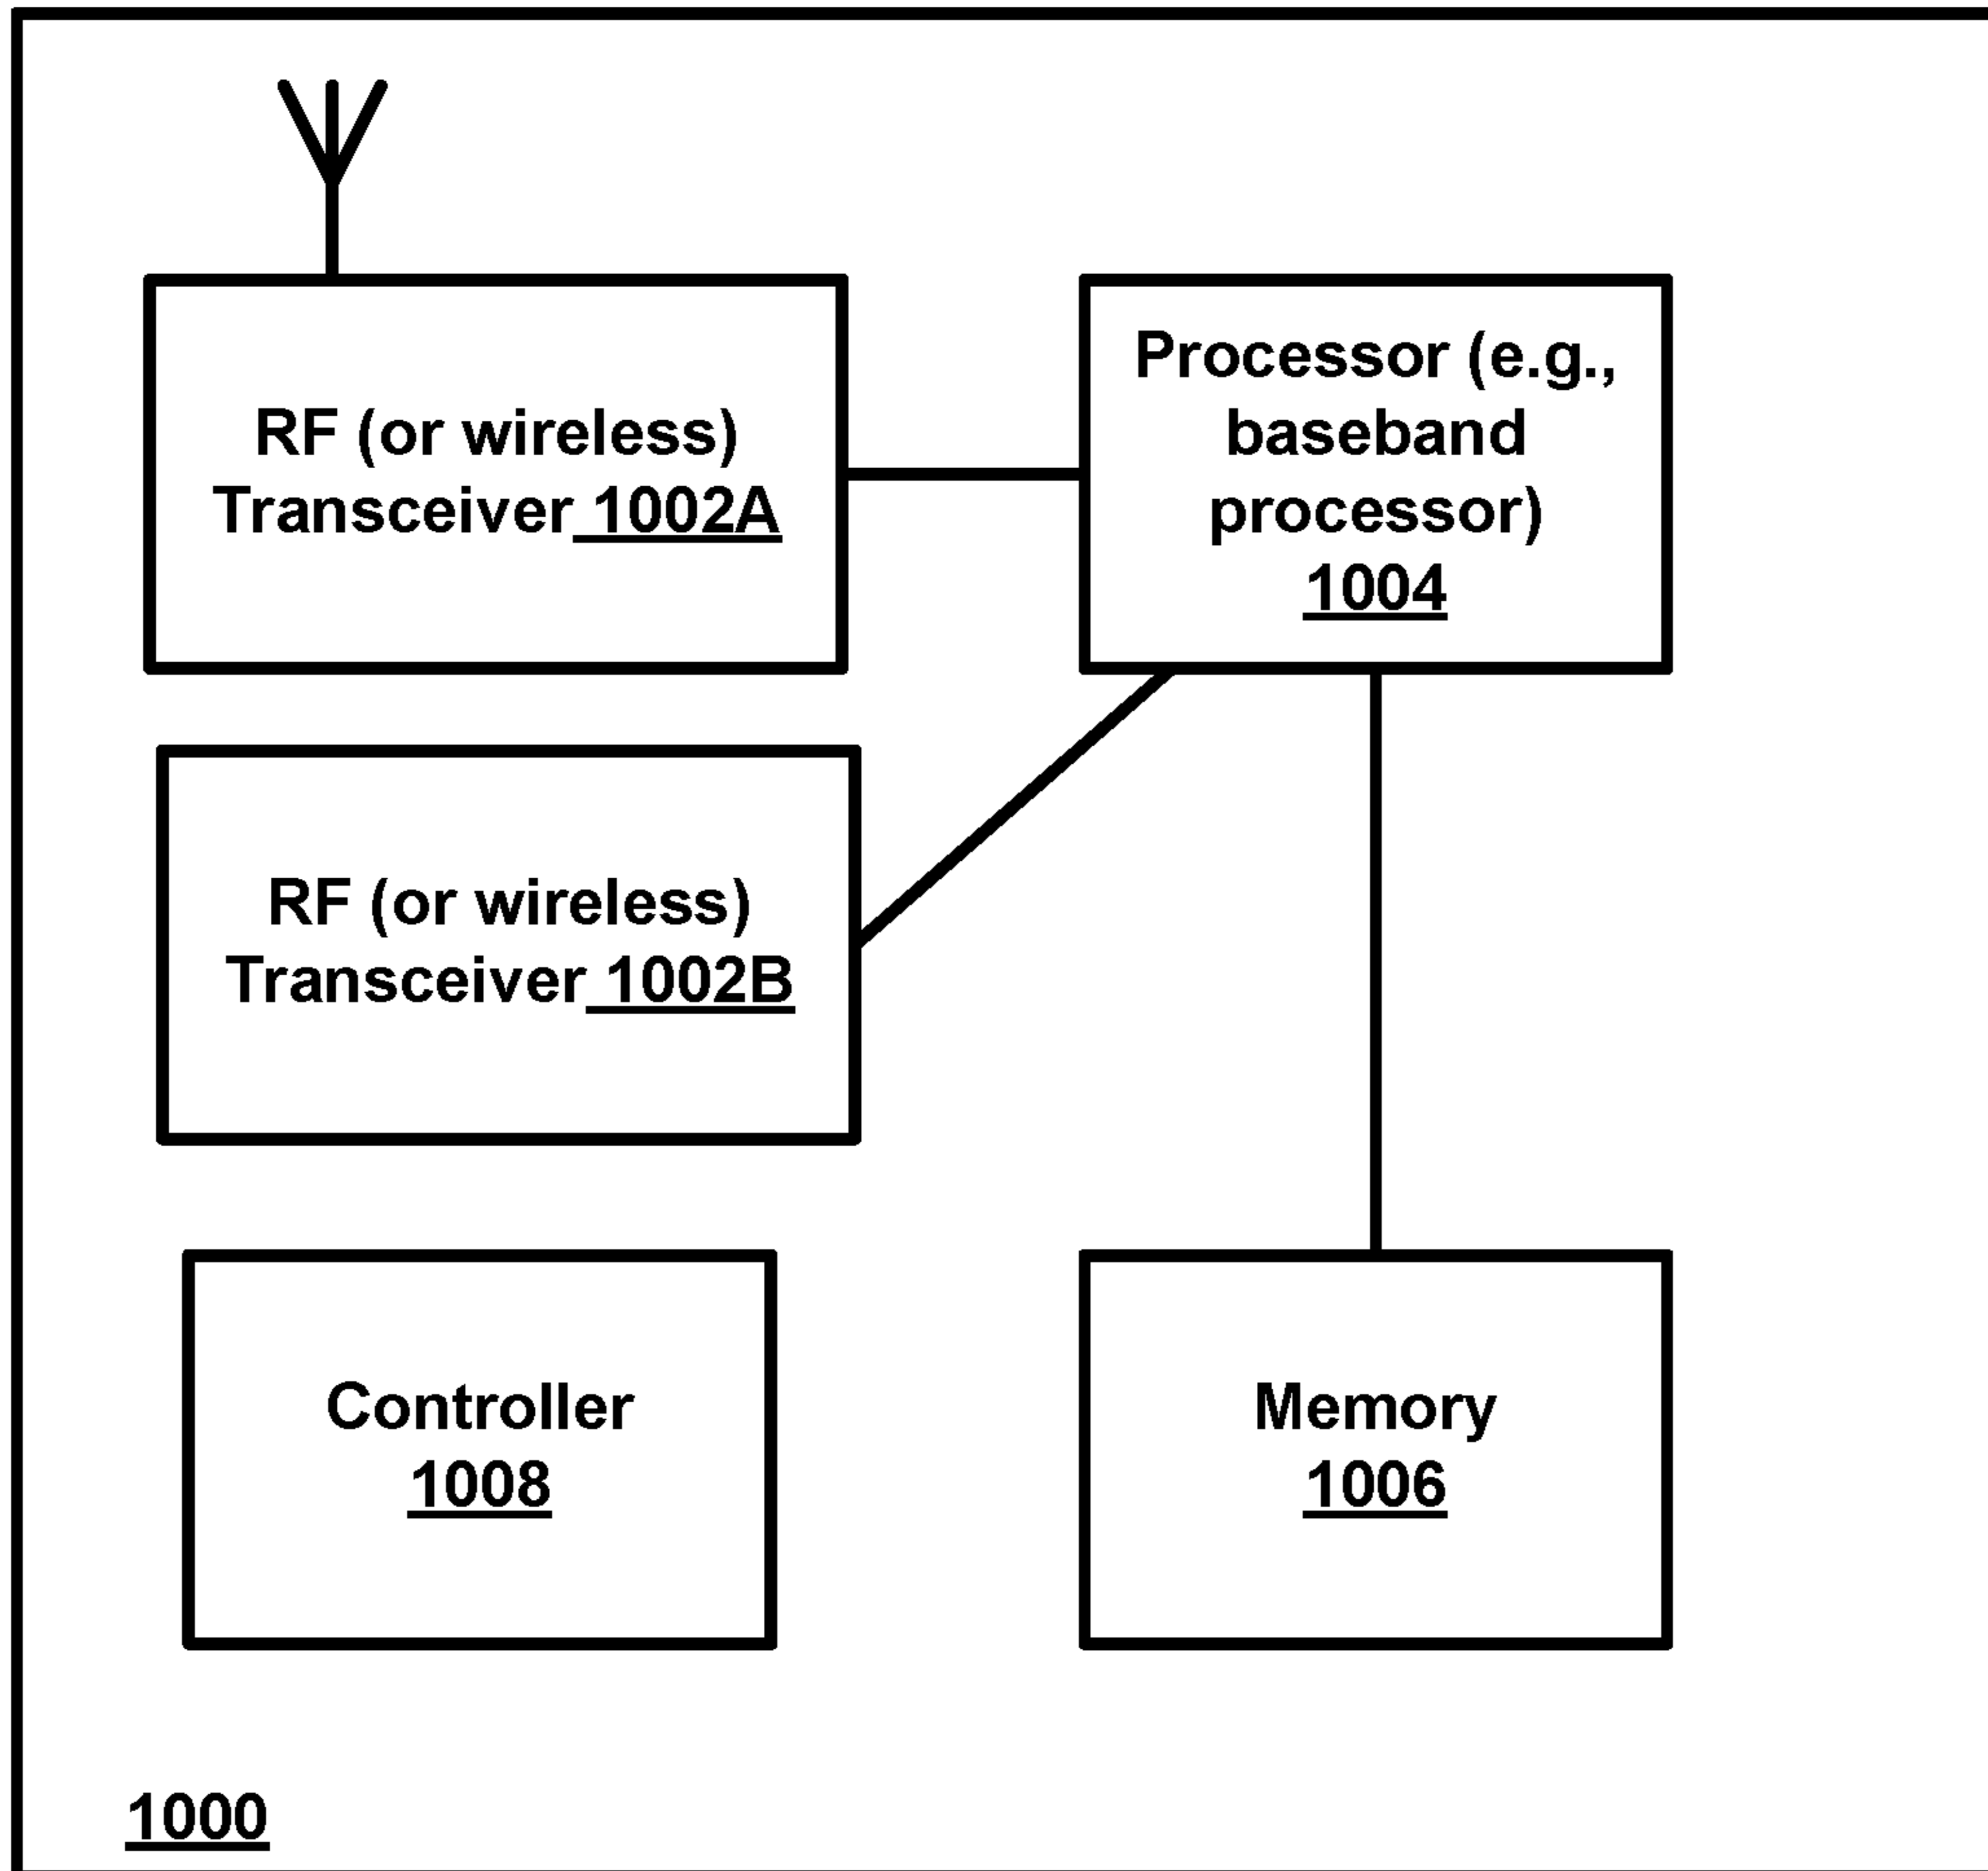 RF (or wireless)
Transceiver 1002A
Processor (e.g.,
baseband
processor)
1004
RF (or wireless)
Transceiver 1002B
Controller
1008
Memory
1006
1000